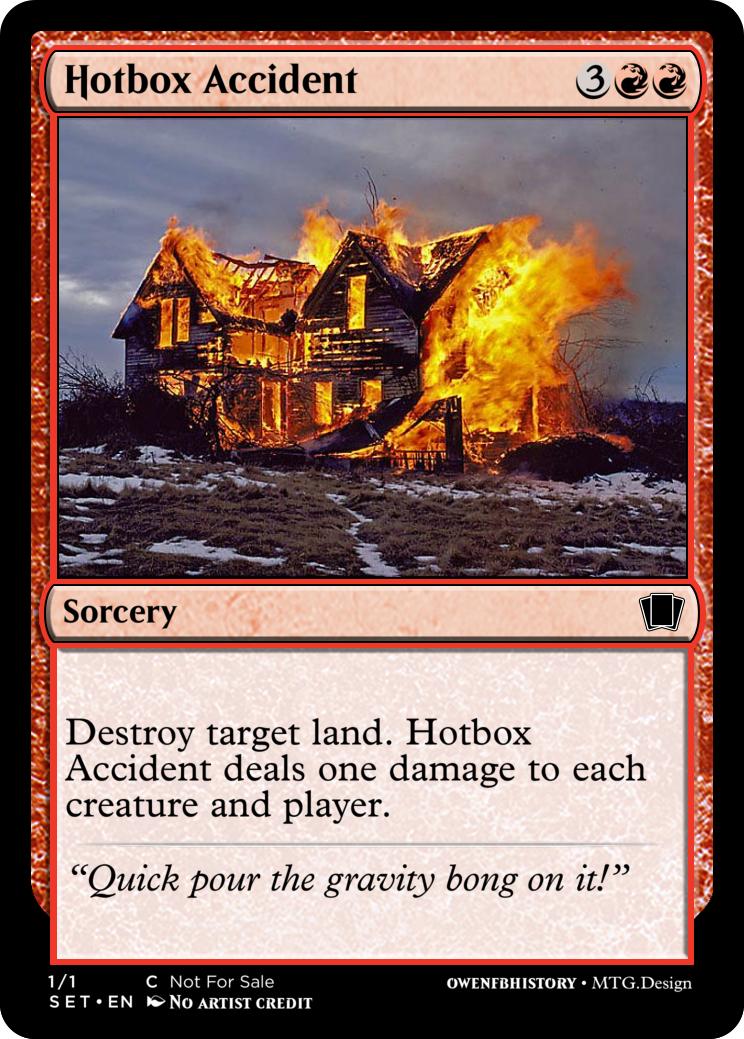 Hotbox Accident 3
Sorcery
Destroy target land. Hotbox
Accident deals one damage to each
creature and player.
“Quick pour the gravity bong on it!”
1/1 C Not For Sale
SET • EN No artist credit
OWENFBHISTORY • MTG.Design